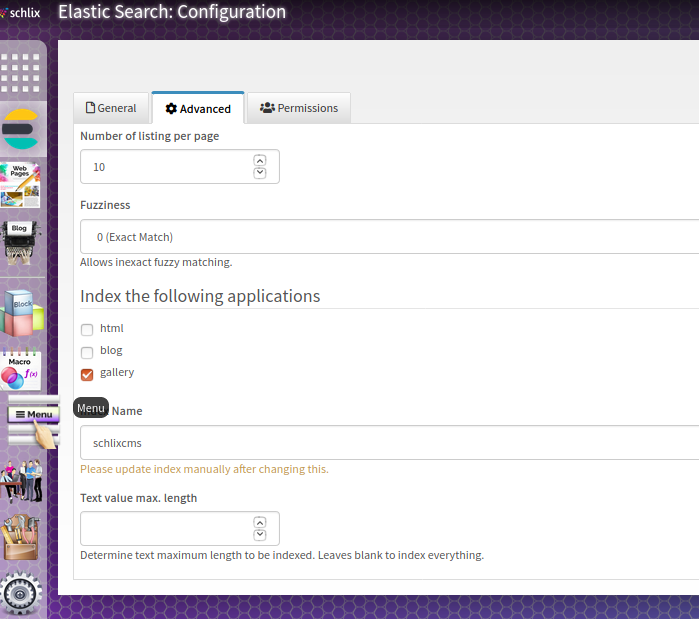 schlix
Elastic Search: Configuration
General
Advanced
Permissions
Number of listing per page
10
Fuzziness
0 (Exact Match)
Allows inexact fuzzy matching.
Index the following applications
html
blog
gallery
Menu
Name
schlixcms
Please update index manually after changing this.
Text value max. length
Determine text maximum length to be indexed. Leaves blank to index everything.
Web
Pages
Blog
Block
Macro
f(x)
Menu